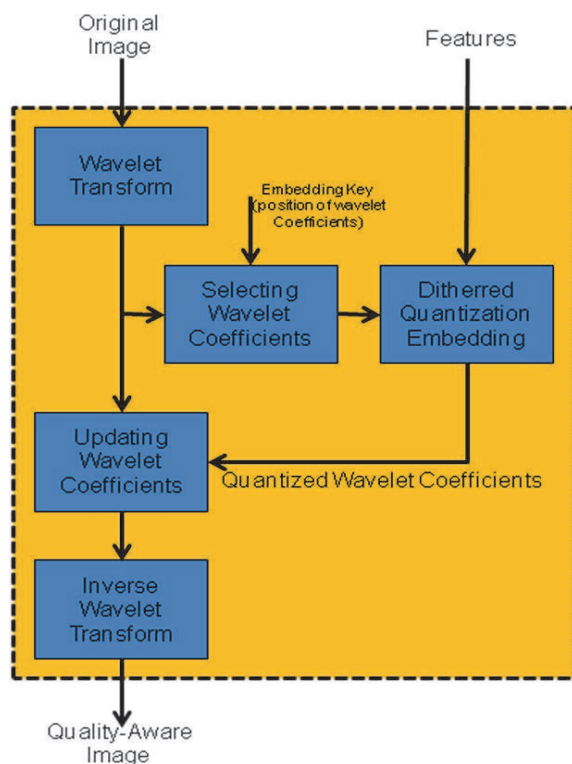 Original
Image
Features
Wavelet
Transform
Embedding Key
(position of wavelet
Coefficients)
Selecting
Wavelet
Coefficients
Ditherred
Quantization
Embedding
Updating
Wavelet
Coefficients
Quantized Wavelet Coefficients
Inverse
Wavelet
Transform
Quality-Aware
Image